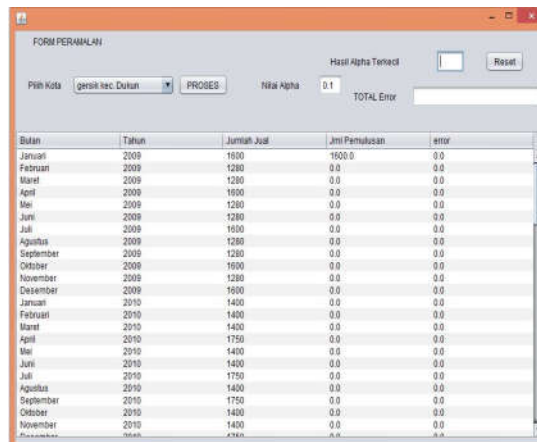 FORM PERAMALAN
Hasil Alpha Terkecil Reset
Pilih Kota gersik kec. Dukun PROSES Nilai Alpha 0.1
TOTAL Error
Bulan Tahun Jumlah Jual Jml Pemulusan error
Januari 2009 1600 1600.0 0.0
Februari 2009 1280 0.0 0.0
Maret 2009 1280 0.0 0.0
April 2009 1600 0.0 0.0
Mei 2009 1280 0.0 0.0
Juni 2009 1280 0.0 0.0
Juli 2009 1600 0.0 0.0
Agustus 2009 1280 0.0 0.0
September 2009 1280 0.0 0.0
Oktober 2009 1600 0.0 0.0
November 2009 1280 0.0 0.0
Desember 2009 1600 0.0 0.0
Januari 2010 1400 0.0 0.0
Februari 2010 1400 0.0 0.0
Maret 2010 1400 0.0 0.0
April 2010 1750 0.0 0.0
Mei 2010 1400 0.0 0.0
Juni 2010 1400 0.0 0.0
Juli 2010 1750 0.0 0.0
Agustus 2010 1400 0.0 0.0
September 2010 1750 0.0 0.0
Oktober 2010 1400 0.0 0.0
November 2010 1400 0.0 0.0